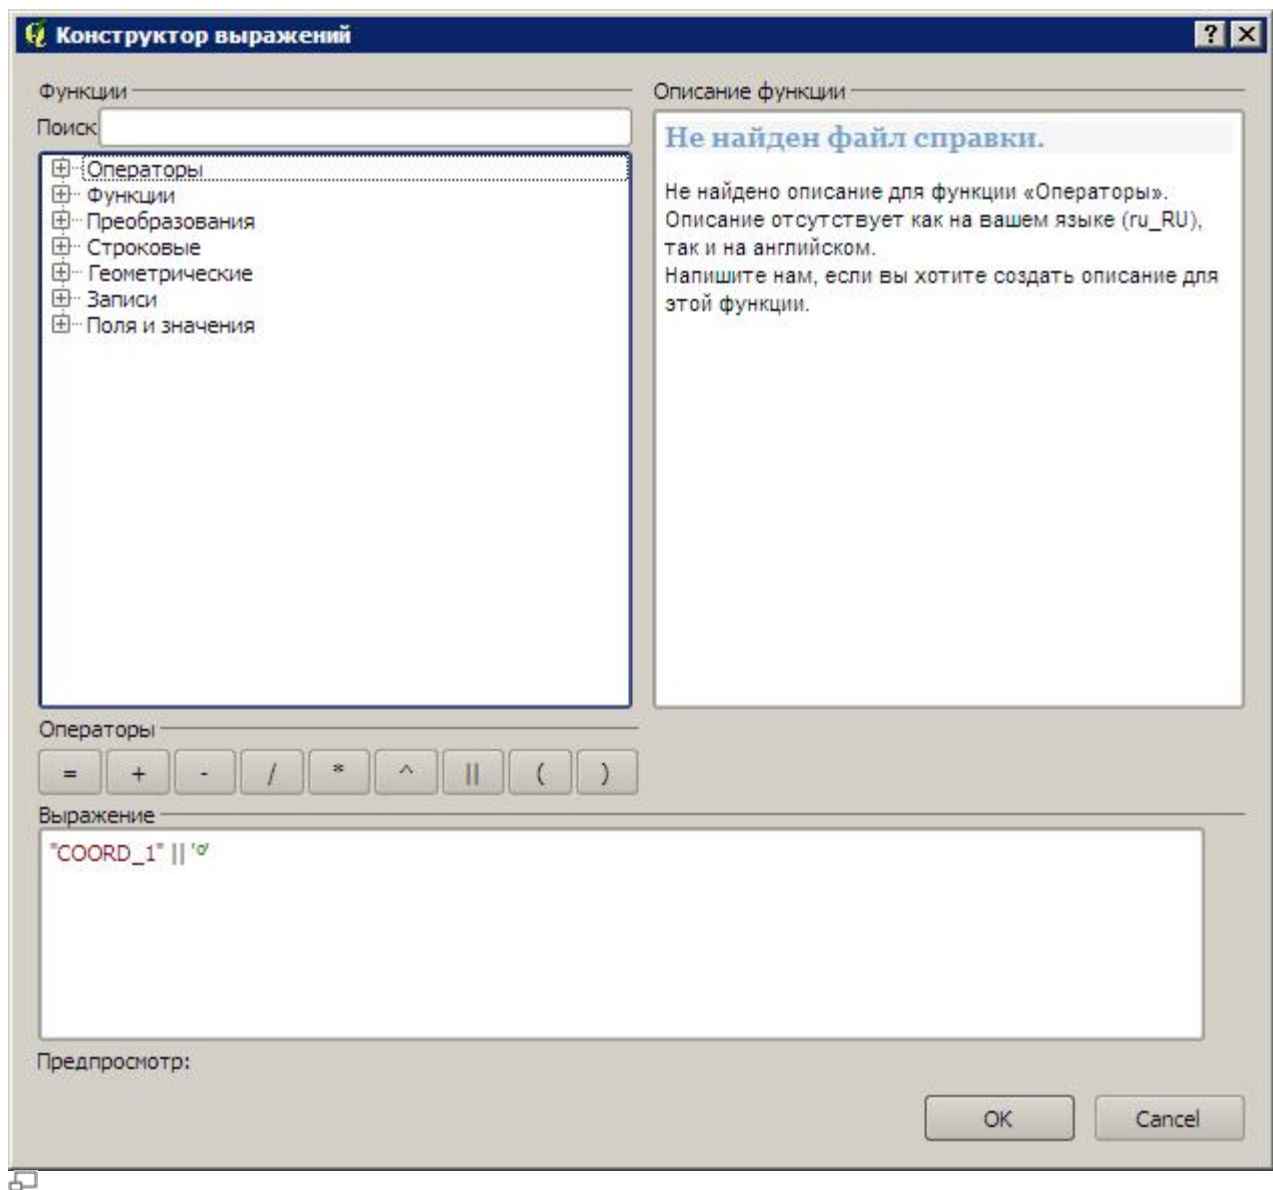 Конструктор выражений
Функции
Поиск
Операторы
Функции
Преобразования
Строковые
Геометрические
Записи
Поля и значения
Описание функции
Не найден файл справки.
Не найдено описание для функции «Операторы».
Описание отсутствует как на вашем языке (ru_RU),
так и на английском.
Напишите нам, если вы хотите создать описание для
этой функции.
Операторы
= + - / * ^ || ( )
Выражение
"COORD_1" || 'º'
Предпросмотр:
OK Cancel